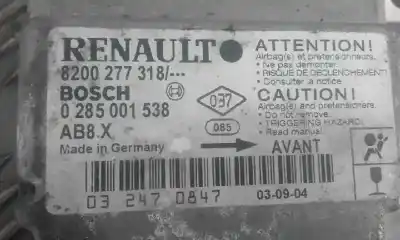 RENAULT
8200 277 318/---
BOSCH
0 285 001 538
AB8.X
Made in Germany
037
085
AVANT
ATTENTION!
Airbag(s) et pretensionneurs.
• Ne pas demonter.
• RISQUE DE DECLENCHEMENT
• Consulter a notice.
CAUTION!
Airbag(s) and pretensioners.
• Do not remove.
• TRIGGERING HAZARD.
• Read manual.
03 247 0847
03-09-04